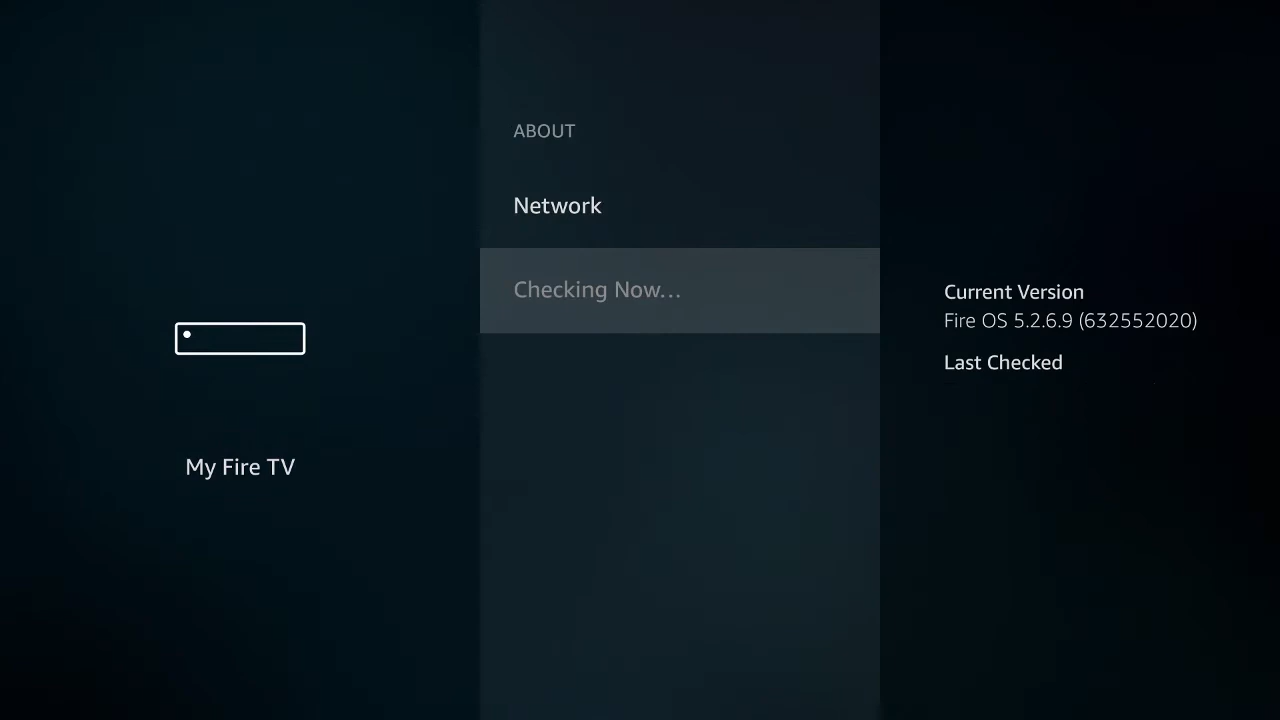 ABOUT
Network
Checking Now...
My Fire TV
Current Version
Fire OS 5.2.6.9 (632552020)
Last Checked